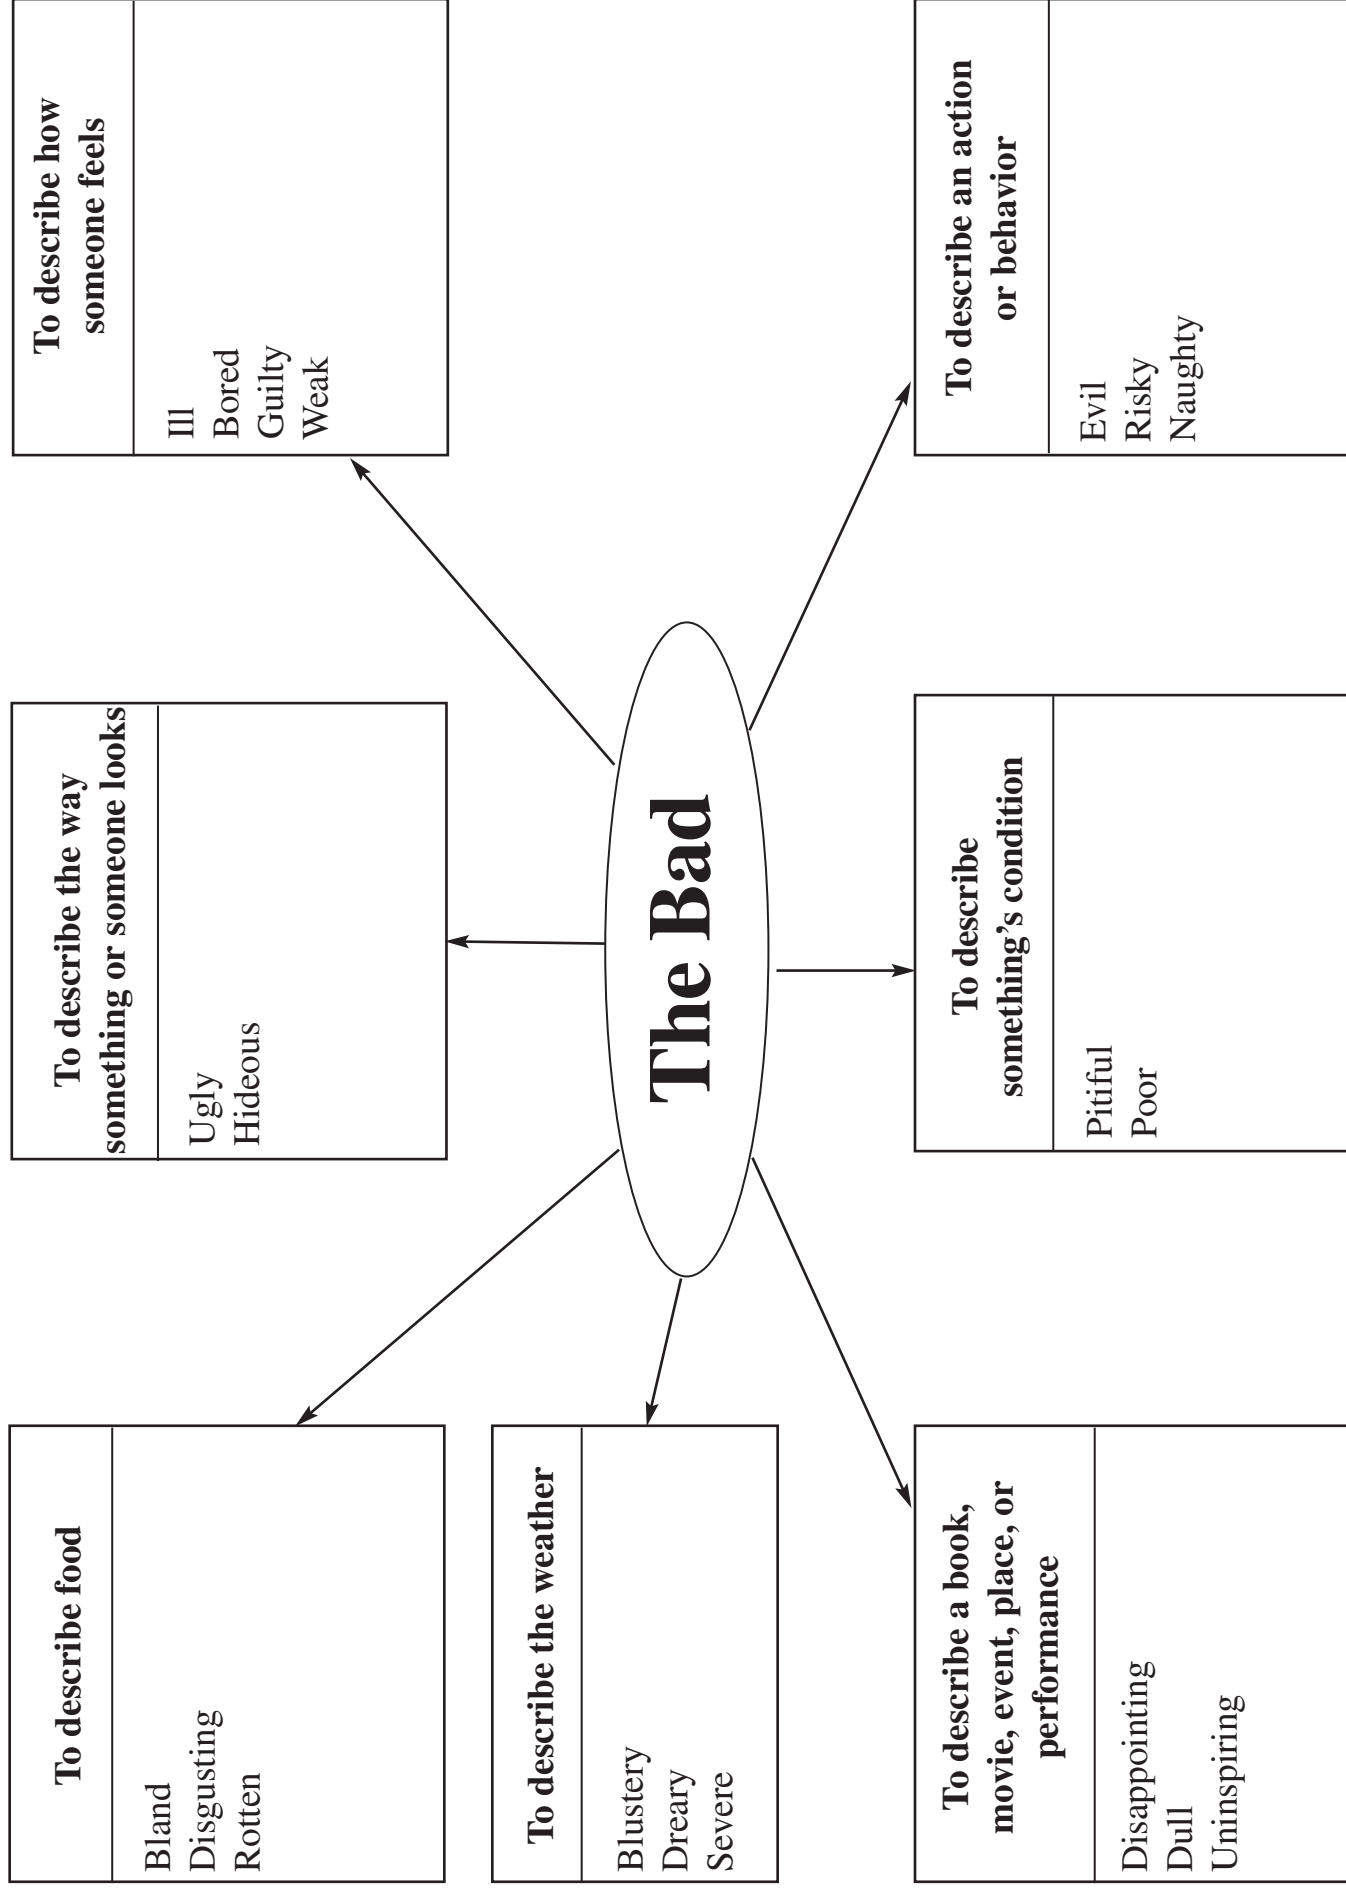 To describe food
Bland
Disgusting
Rotten
To describe the way
something or someone looks
Ugly
Hideous
To describe how
someone feels
Ill
Bored
Guilty
Weak
To describe the weather
Blustery
Dreary
Severe
The Bad
To describe a book,
movie, event, place, or
performance
Disappointing
Dull
Uninspiring
To describe
something’s condition
Pitiful
Poor
To describe an action
or behavior
Evil
Risky
Naughty